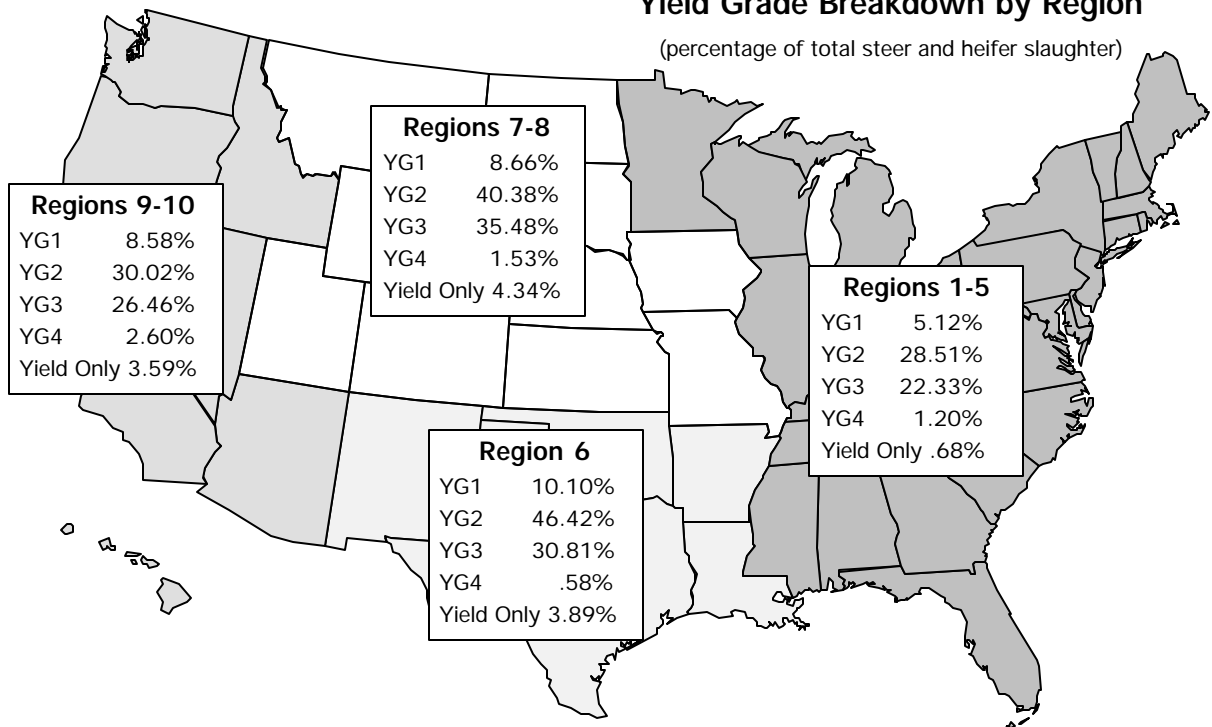 Yield Grade Breakdown by Region
(percentage of total steer and heifer slaughter)
Regions 7-8
YG1 8.66%
YG2 40.38%
YG3 35.48%
YG4 1.53%
Yield Only 4.34%
Regions 9-10
YG1 8.58%
YG2 30.02%
YG3 26.46%
YG4 2.60%
Yield Only 3.59%
Regions 1-5
YG1 5.12%
YG2 28.51%
YG3 22.33%
YG4 1.20%
Yield Only .68%
Region 6
YG1 10.10%
YG2 46.42%
YG3 30.81%
YG4 .58%
Yield Only 3.89%